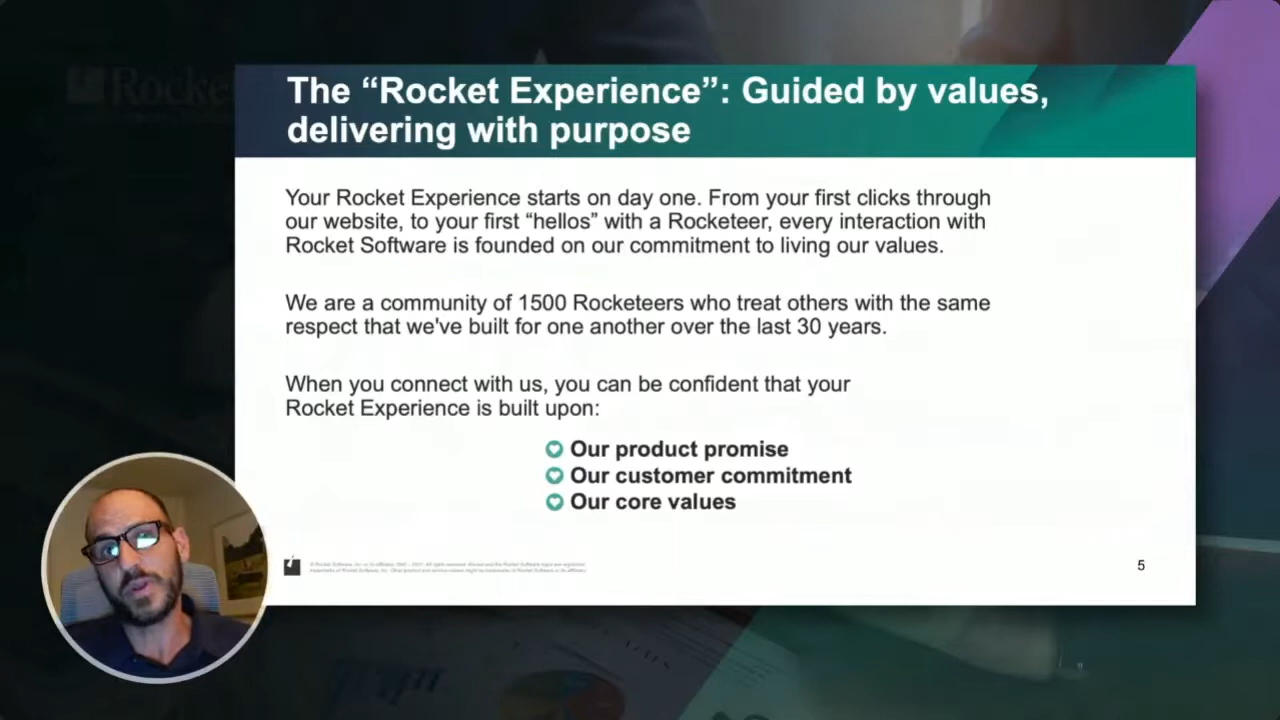 Rocke
The “Rocket Experience”: Guided by values,
delivering with purpose
Your Rocket Experience starts on day one. From your first clicks through
our website, to your first “hellos” with a Rocketeer, every interaction with
Rocket Software is founded on our commitment to living our values.
We are a community of 1500 Rocketeers who treat others with the same
respect that we've built for one another over the last 30 years.
When you connect with us, you can be confident that your
Rocket Experience is built upon:
Our product promise
Our customer commitment
Our core values
5